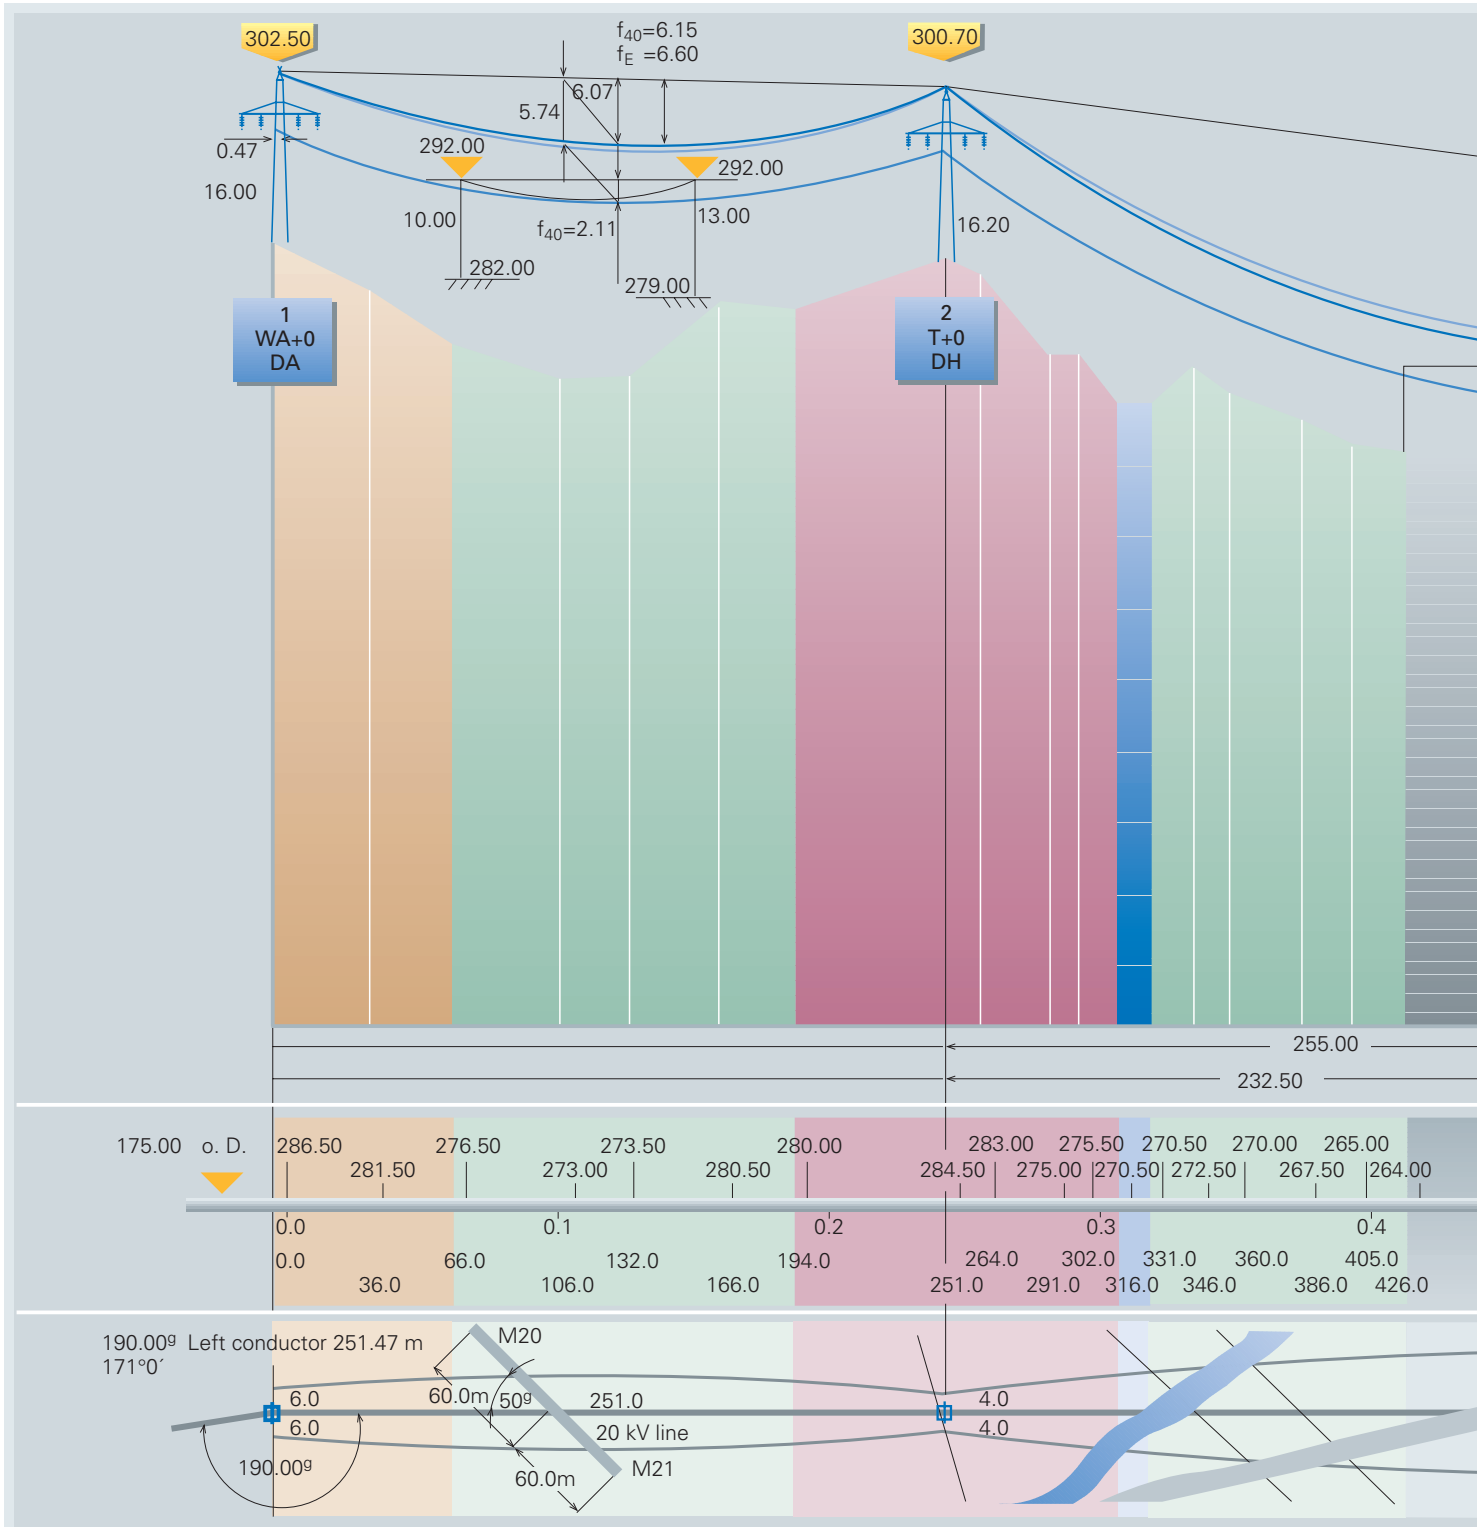 302.50
f40=6.15
fE =6.60
300.70
6.07
5.74
0.47
292.00
292.00
16.00
10.00
f40=2.11
13.00
16.20
282.00
279.00
1
WA+0
DA
2
T+0
DH
255.00
232.50
175.00 o. D. 286.50 276.50 273.50 280.00 283.00 275.50 270.50 270.00 265.00
281.50 273.00 280.50 284.50 275.00 270.50 272.50 267.50 264.00
0.0 0.1 0.2 0.3 0.4
0.0 66.0 132.0 194.0 264.0 302.0 331.0 360.0 405.0
36.0 106.0 166.0 251.0 291.0 316.0 346.0 386.0 426.0
190.00g Left conductor 251.47 m
171°0´
M20
6.0 60.0m 50g 251.0 4.0
6.0 20 kV line 4.0
190.00g
60.0m
M21